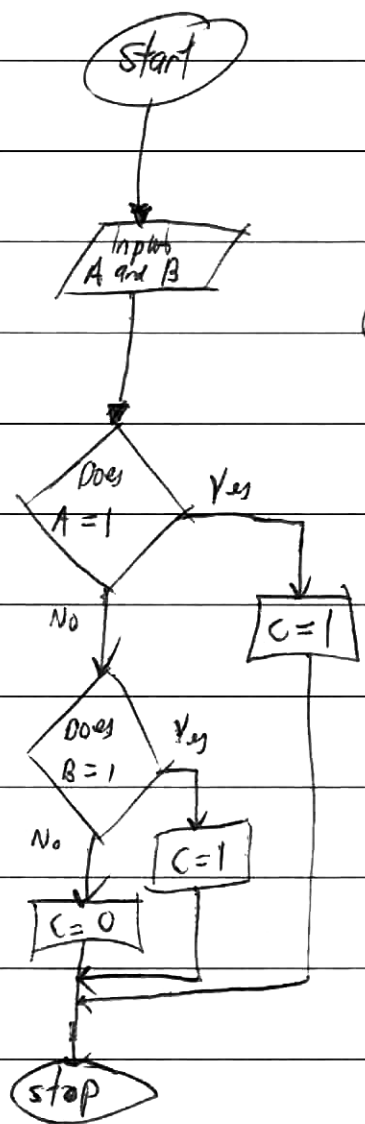 start
Input
A and B
Does
A = 1
Yes
No
C = 1
Does
B = 1
Yes
No
C = 1
C = 0
stop